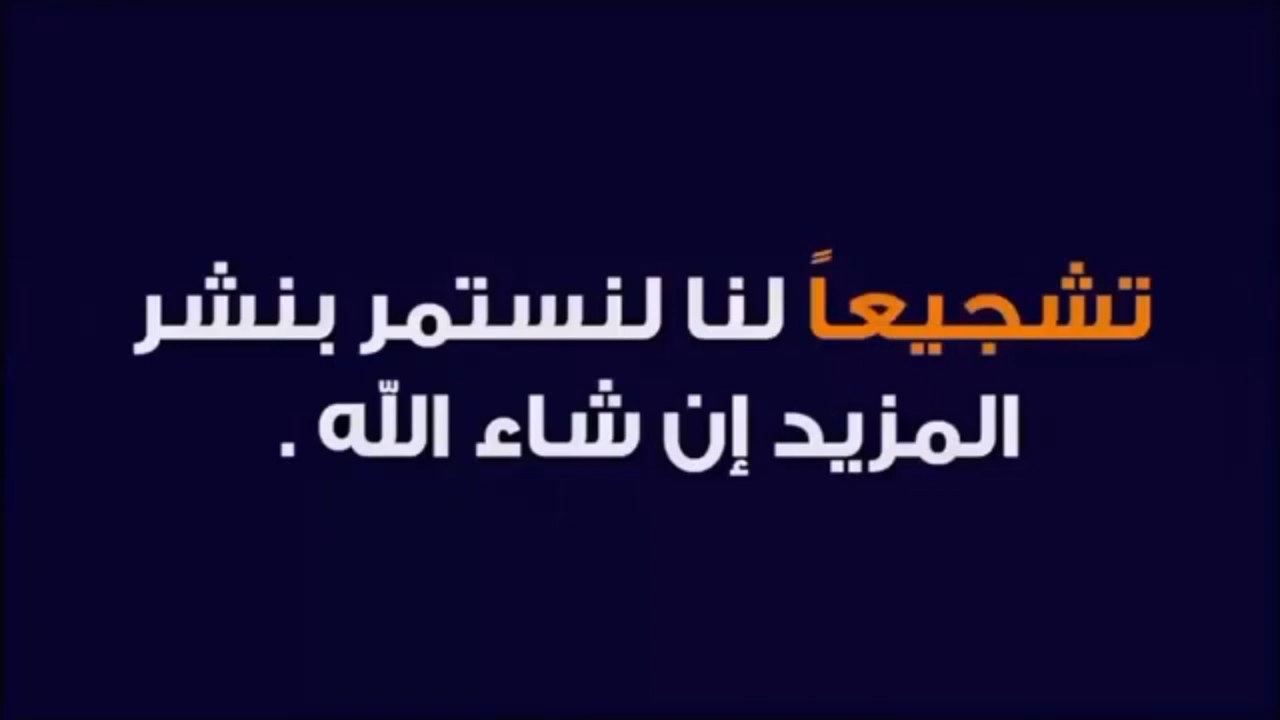 تشجيعاً لنا لنستمر بنشر
المزيد إن شاء اللّه .